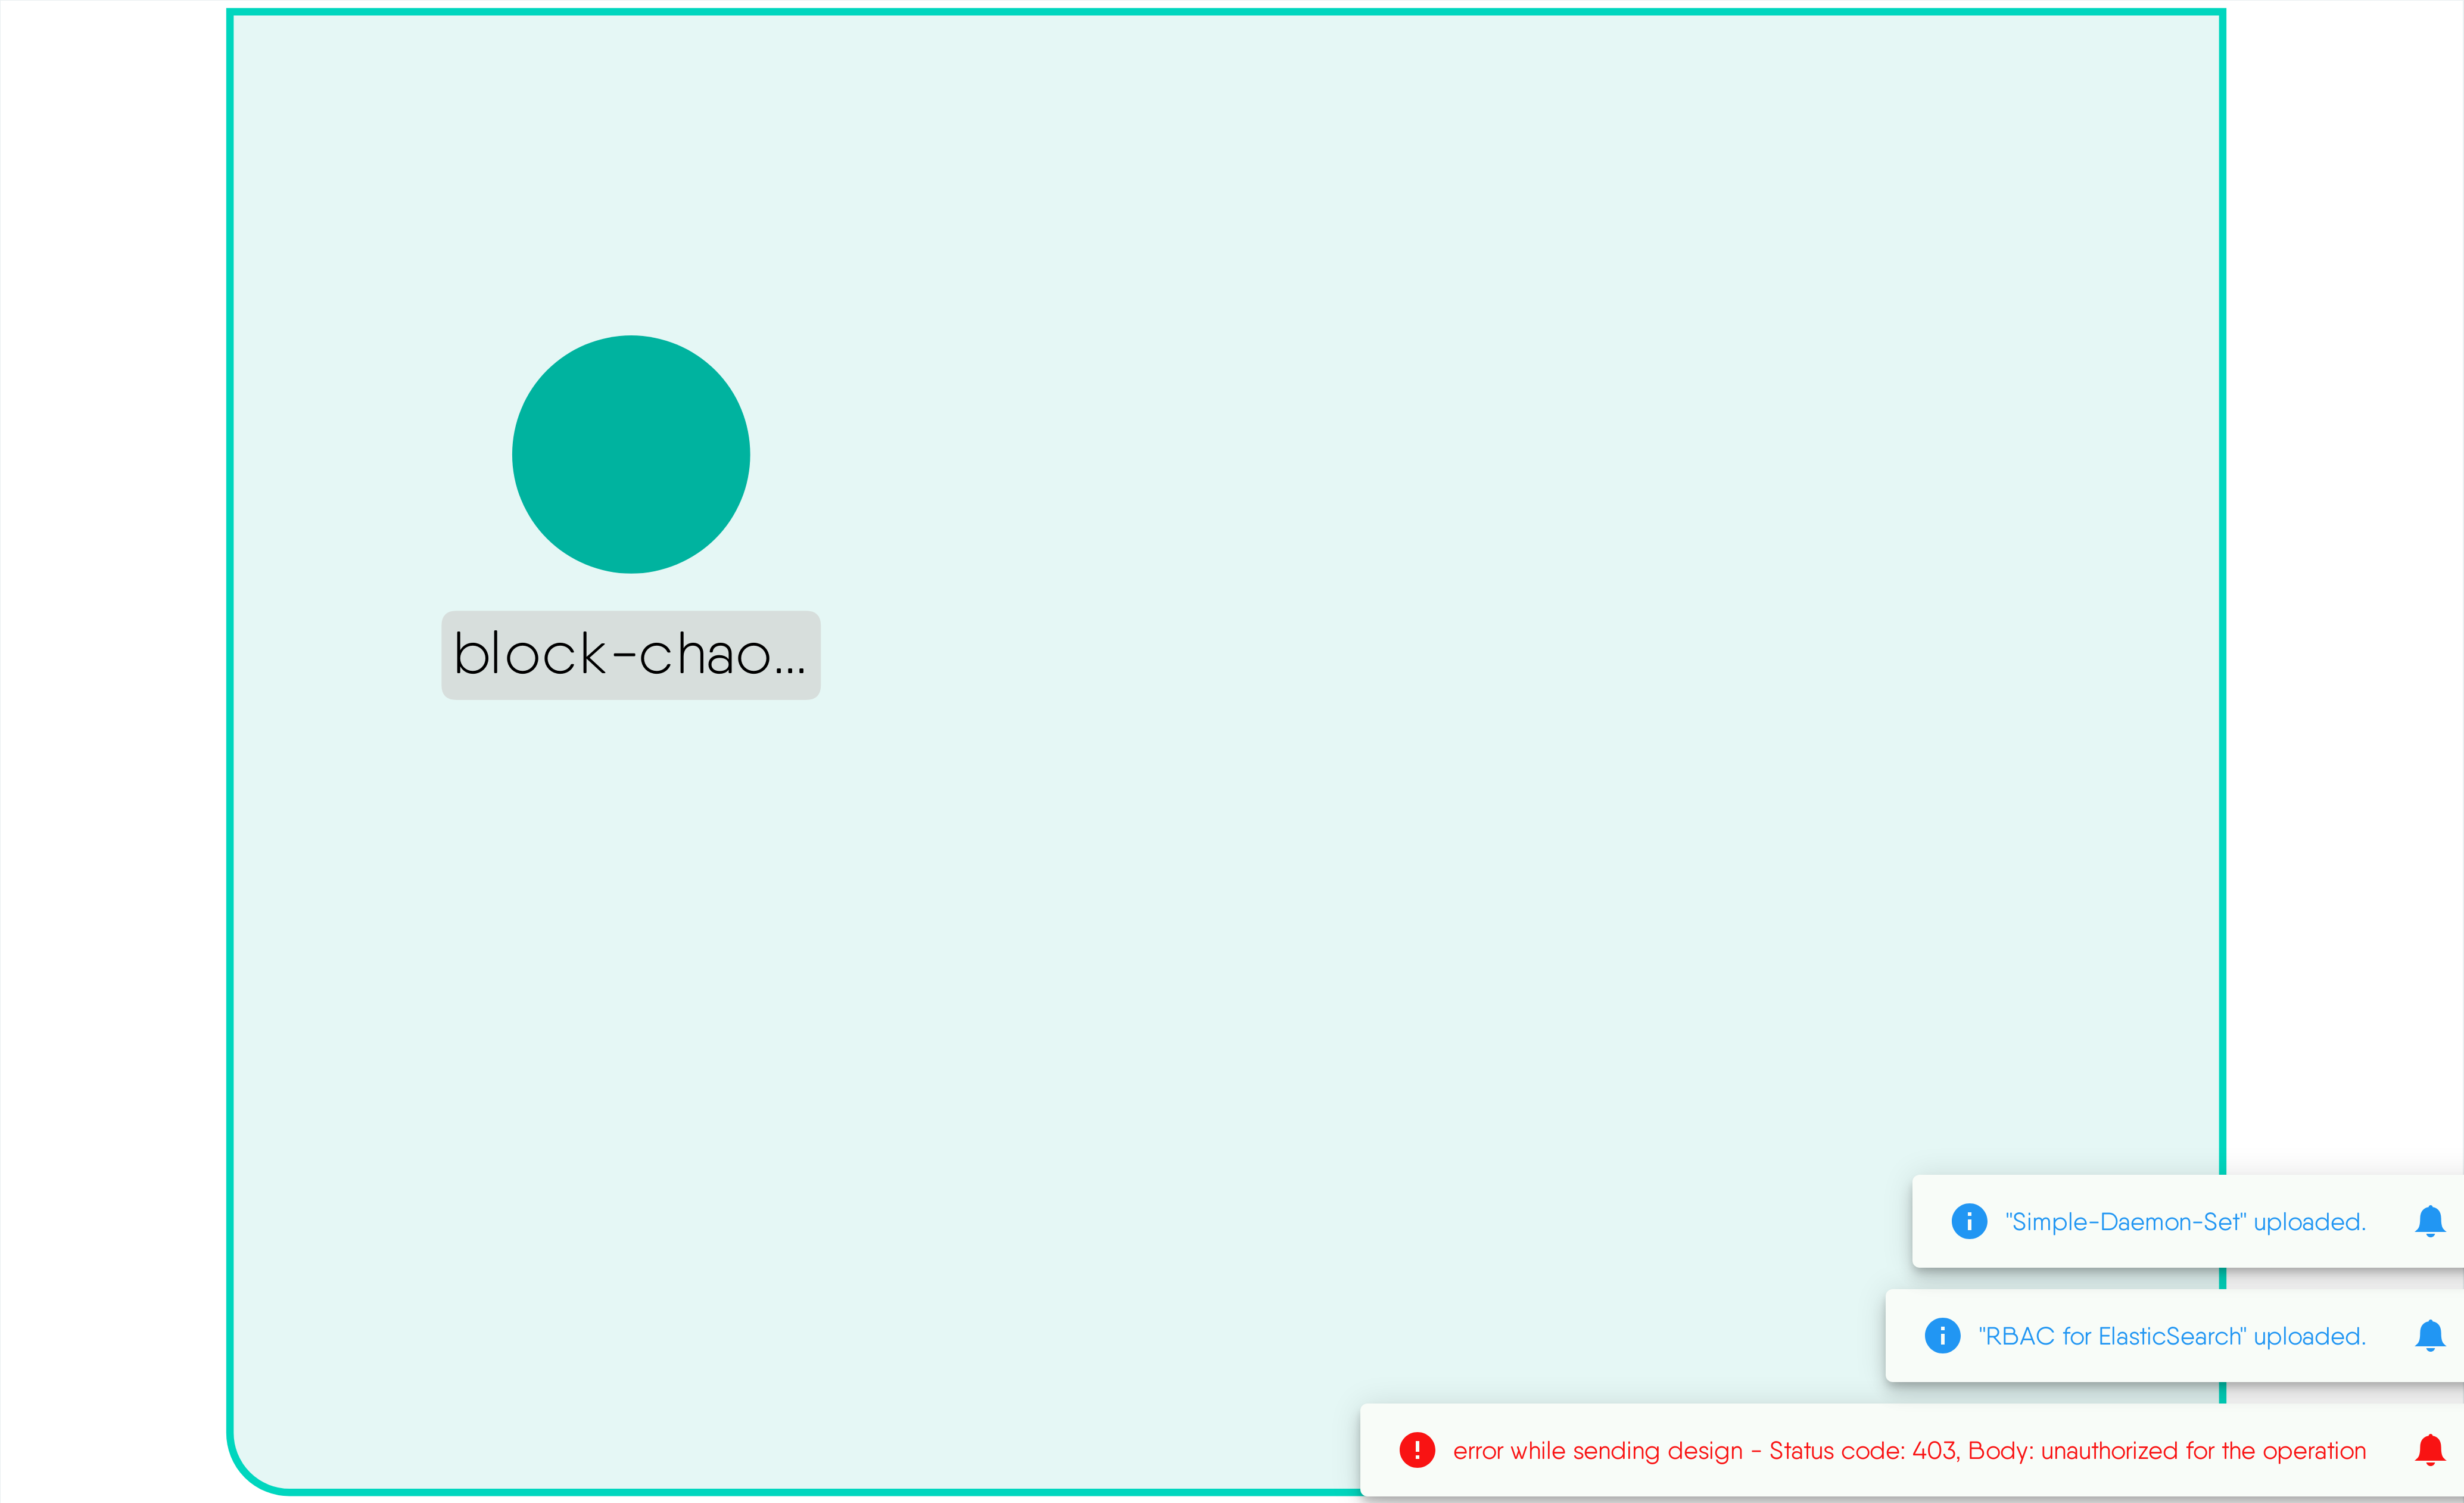 block-chao...
"Simple-Daemon-Set" uploaded.
"RBAC for ElasticSearch" uploaded.
error while sending design - Status code: 403, Body: unauthorized for the operation